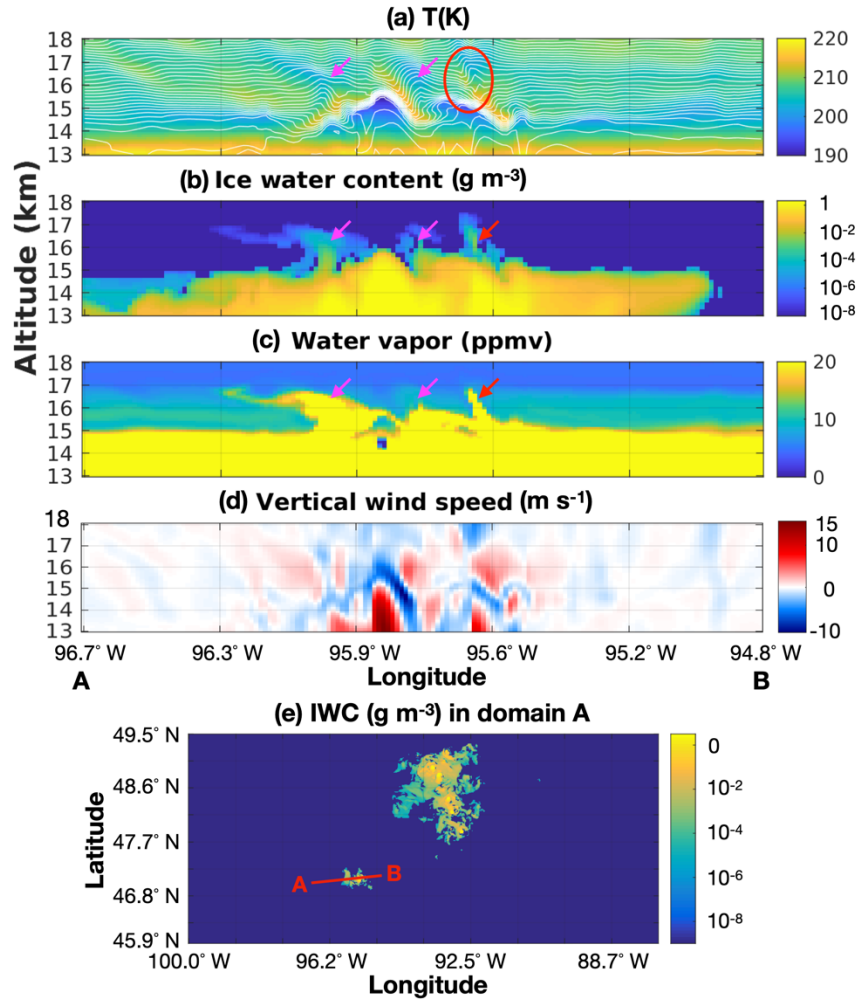 (a) T(K)
18
17
16
15
14
13
220
210
200
190
(b) Ice water content (g m-3)
18
17
16
15
14
13
1
10-2
10-4
10-6
10-8
Altitude (km)
(c) Water vapor (ppmv)
18
17
16
15
14
13
20
10
0
(d) Vertical wind speed (m s-1)
18
17
16
15
14
13
15
10
0
-10
96.7° W 96.3° W 95.9° W 95.6° W 95.2° W 94.8° W
A Longitude B
(e) IWC (g m-3) in domain A
49.5° N
48.6° N
47.7° N
46.8° N
45.9° N
Latitude
A B
0
10-2
10-4
10-6
10-8
100.0° W 96.2° W 92.5° W 88.7° W
Longitude